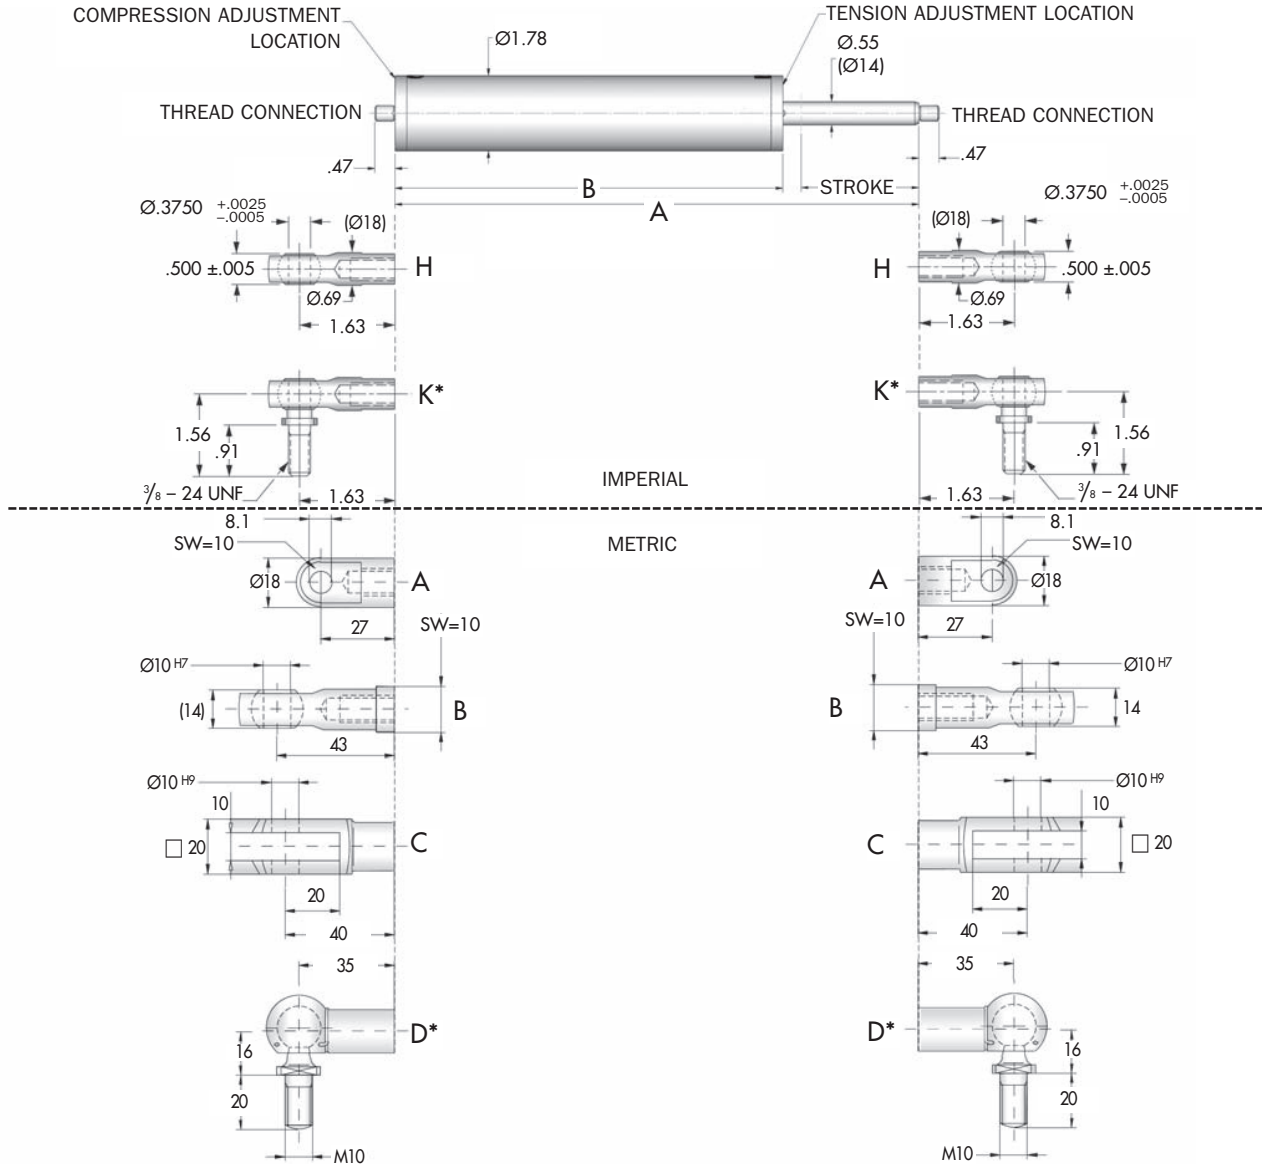 COMPRESSION ADJUSTMENT
LOCATION
TENSION ADJUSTMENT LOCATION
Ø1.78
Ø.55
(Ø14)
THREAD CONNECTION
THREAD CONNECTION
.47
.47
B
STROKE
A
Ø.3750 +.0025
-.0005
(Ø18)
.500 ±.005
H
Ø.69
1.63
Ø.3750 +.0025
-.0005
(Ø18)
H
.500 ±.005
Ø.69
1.63
K*
1.56
.91
3/8 – 24 UNF
1.63
K*
1.56
.91
1.63
3/8 – 24 UNF
IMPERIAL
METRIC
8.1
SW=10
Ø18
A
27
8.1
SW=10
A
Ø18
27
SW=10
Ø10 H7
(14)
B
43
SW=10
Ø10 H7
B
14
43
Ø10 H9
10
□ 20
C
20
40
Ø10 H9
10
C
□ 20
20
40
35
D*
16
20
M10
35
D*
16
20
M10